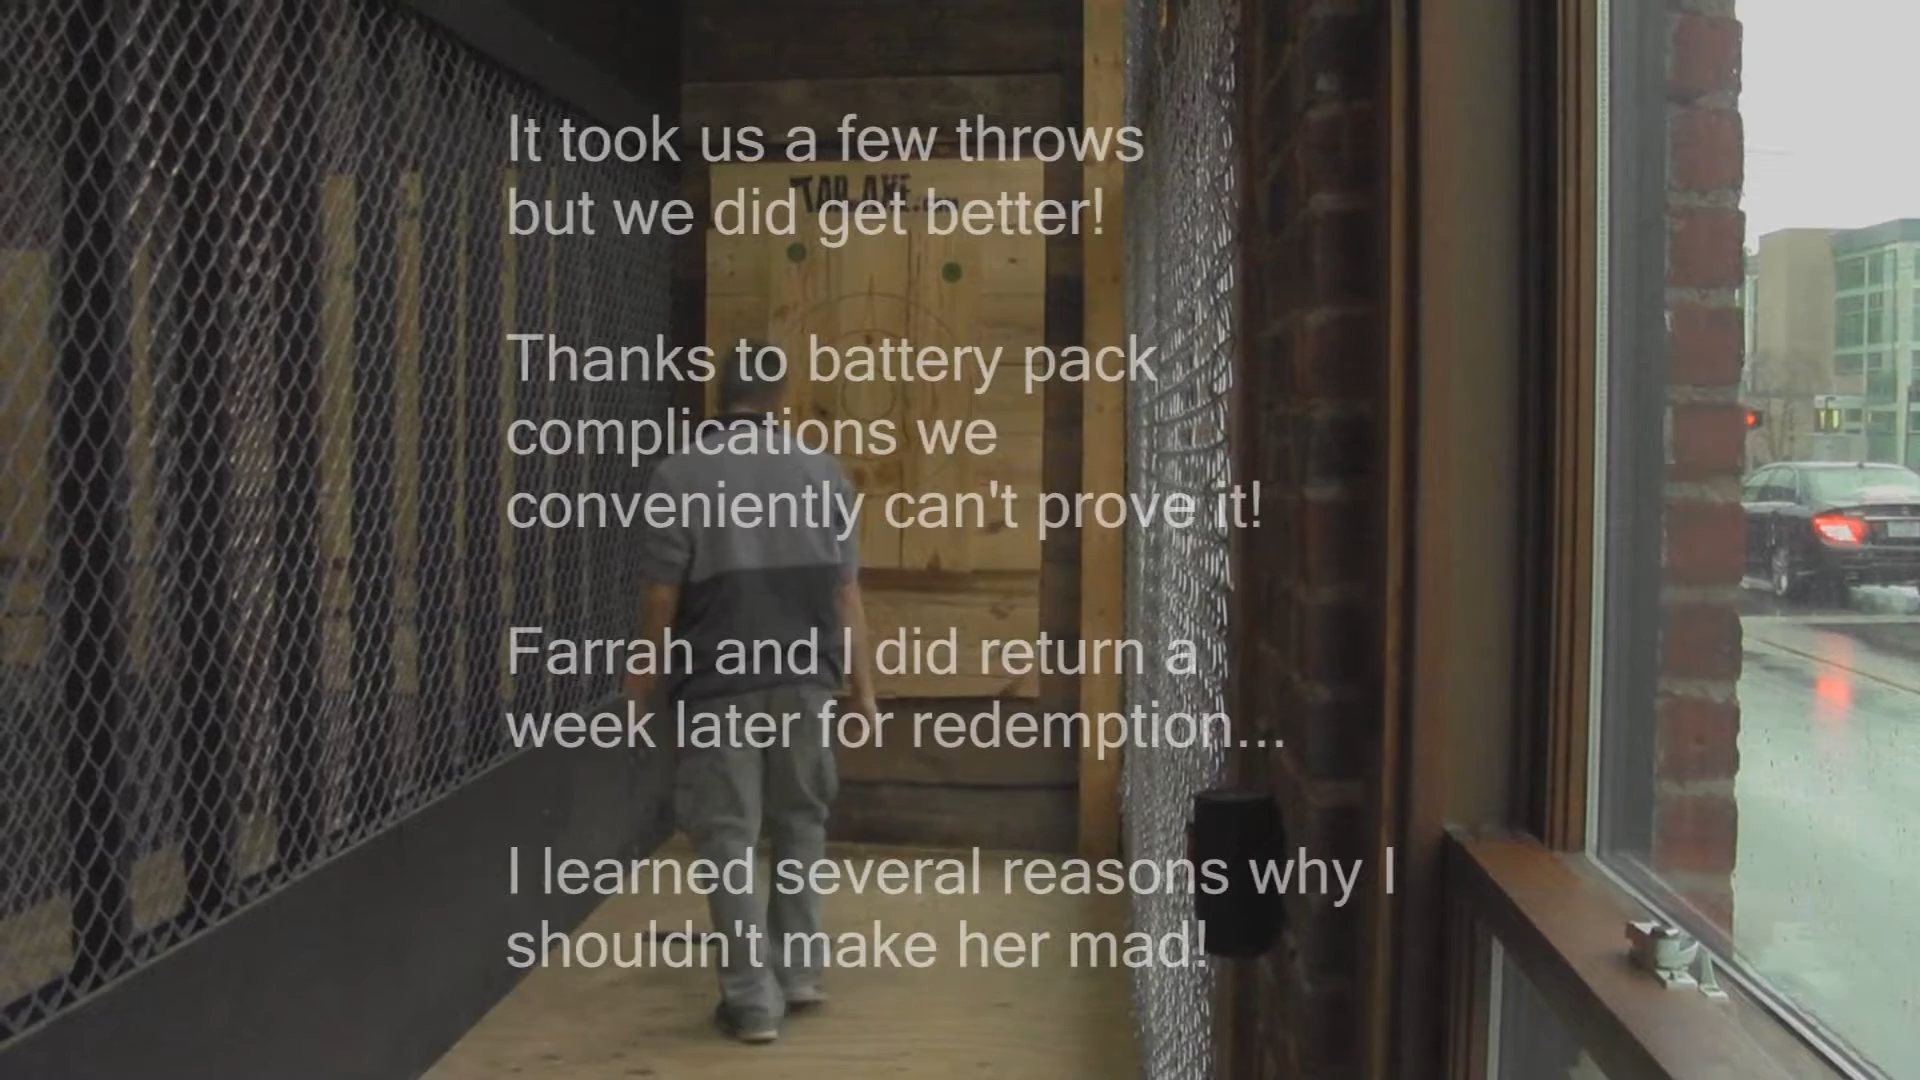 It took us a few throws
but we did get better!
Thanks to battery pack
complications we
conveniently can't prove it!
Farrah and I did return a
week later for redemption...
I learned several reasons why I
shouldn't make her mad!